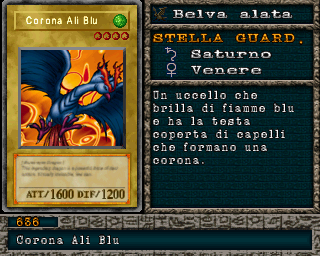 Corona Ali Blu
ATT/1600 DIF/1200
Belva alata
STELLA GUARD.
Saturno
Venere
Un uccello che
brilla di fiamme blu
e ha la testa
coperta di capelli
che formano una
corona.
636
Corona Ali Blu